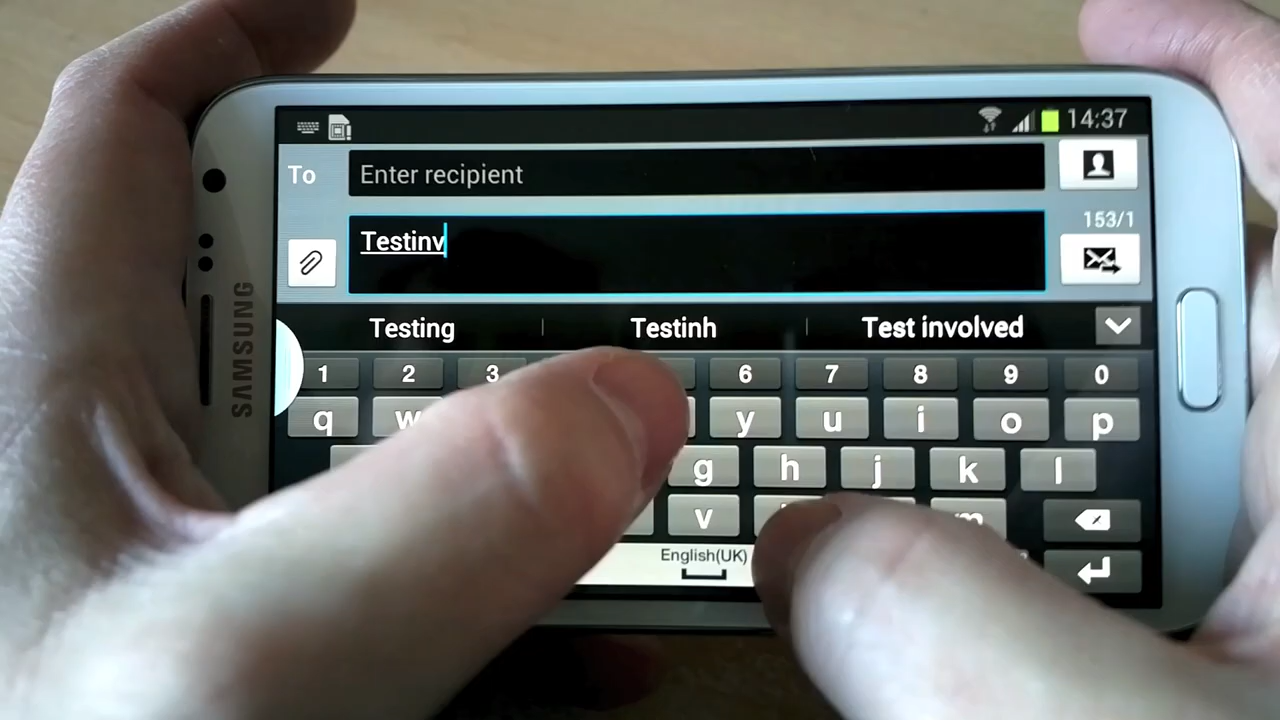 14:37
To Enter recipient
153/1
Testinv
Testing Testinh Test involved
1 2 3 6 7 8 9 0
q w y u i o p
g h j k l
v m
English(UK)
SAMSUNG